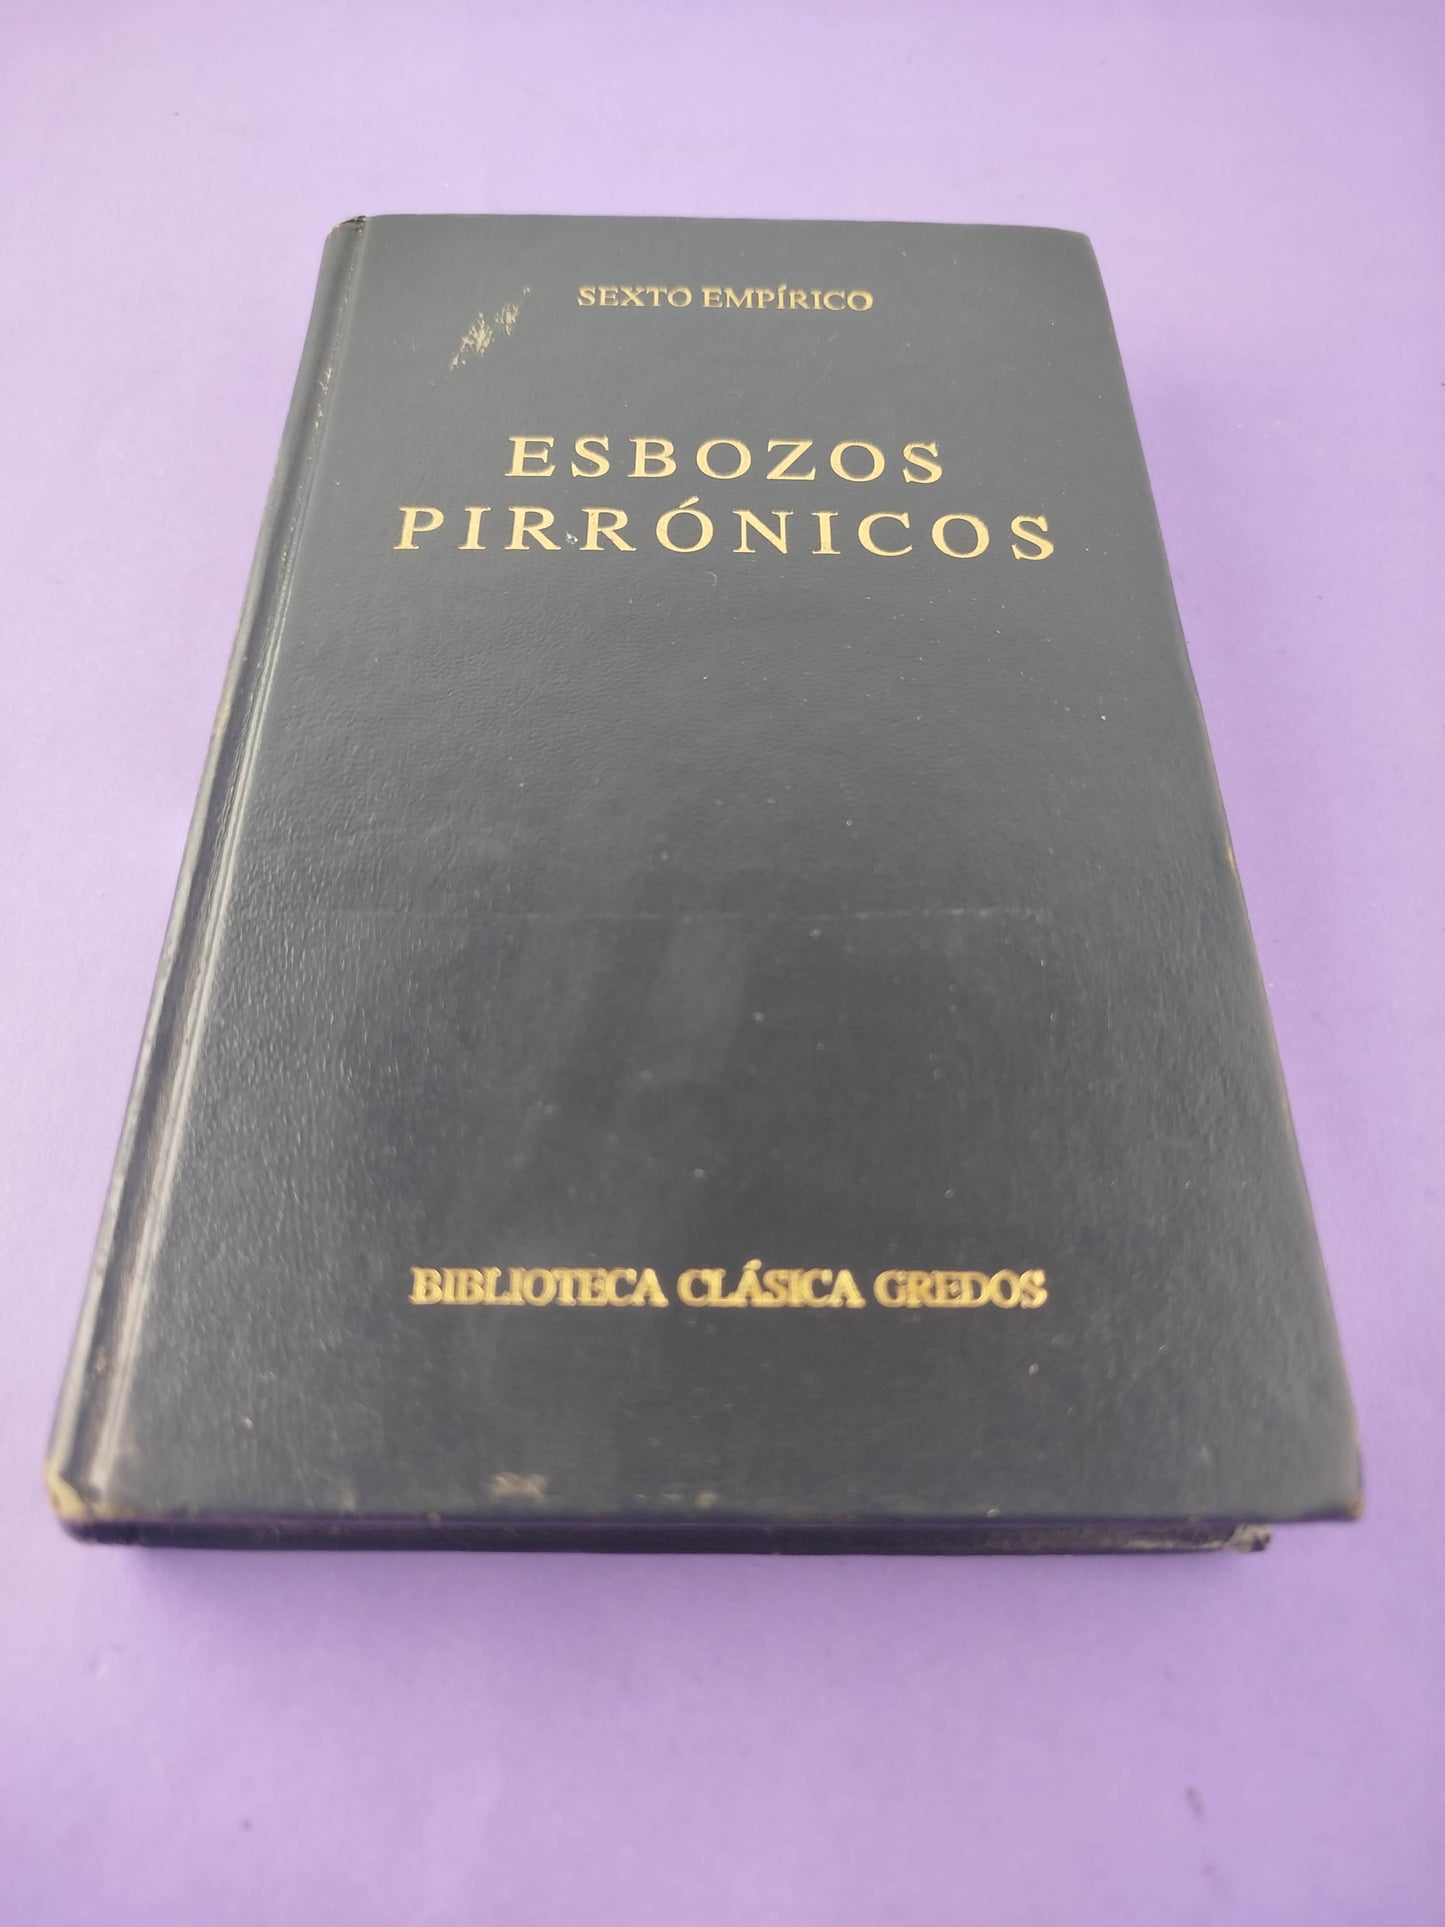 SEXTO EMPÍRICO
ESBOZOS
PIRRÓNICOS
BIBLIOTECA CLÁSICA GREDOS